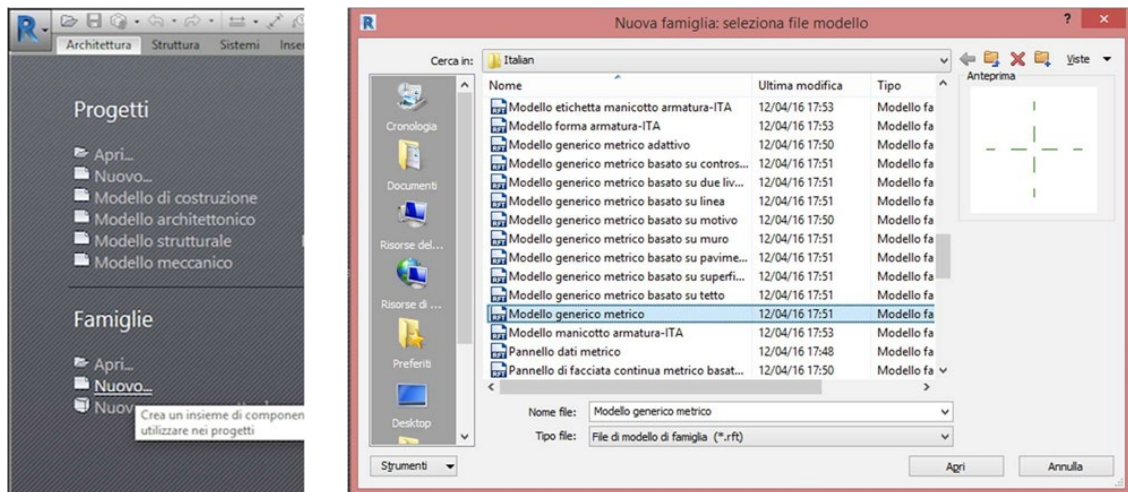 R
Architettura Struttura Sistemi Inser
Progetti
Apri...
Nuovo...
Modello di costruzione
Modello architettonico
Modello strutturale
Modello meccanico
Famiglie
Apri...
Nuovo...
Nuov
Crea un insieme di componen
utilizzare nei progetti
R Nuova famiglia: seleziona file modello ? ×
Cerca in: Italian Viste
Cronologia
Documenti
Risorse del...
Risorse di ...
Preferiti
Desktop
Nome Ultima modifica Tipo
Modello etichetta manicotto armatura-ITA 12/04/16 17:53 Modello fa
Modello forma armatura-ITA 12/04/16 17:53 Modello fa
Modello generico metrico adattivo 12/04/16 17:50 Modello fa
Modello generico metrico basato su contros... 12/04/16 17:51 Modello fa
Modello generico metrico basato su due liv... 12/04/16 17:51 Modello fa
Modello generico metrico basato su linea 12/04/16 17:51 Modello fa
Modello generico metrico basato su motivo 12/04/16 17:50 Modello fa
Modello generico metrico basato su muro 12/04/16 17:51 Modello fa
Modello generico metrico basato su pavime... 12/04/16 17:51 Modello fa
Modello generico metrico basato su superfi... 12/04/16 17:51 Modello fa
Modello generico metrico basato su tetto 12/04/16 17:51 Modello fa
Modello generico metrico 12/04/16 17:51 Modello fa
Modello manicotto armatura-ITA 12/04/16 17:53 Modello fa
Pannello dati metrico 12/04/16 17:48 Modello fa
Pannello di facciata continua metrico basat... 12/04/16 17:50 Modello fa
Anteprima
Nome file: Modello generico metrico
Tipo file: File di modello di famiglia (*.rft)
Strumenti Apri Annulla